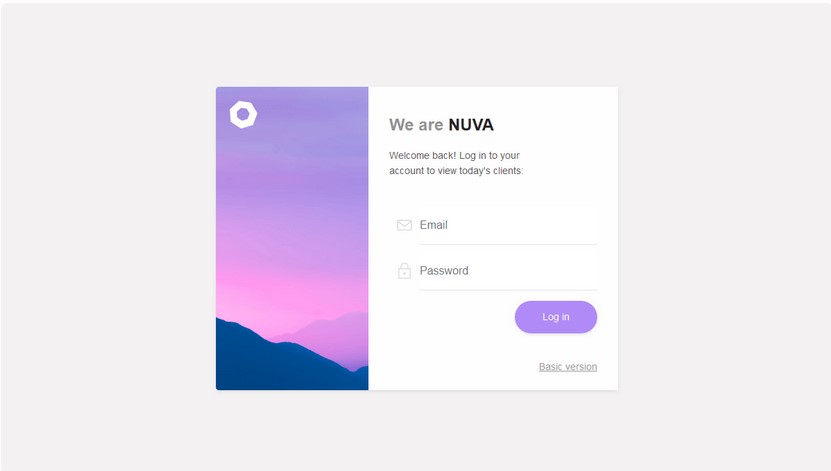 We are NUVA
Welcome back! Log in to your
account to view today's clients:
Email
Password
Log in
Basic version